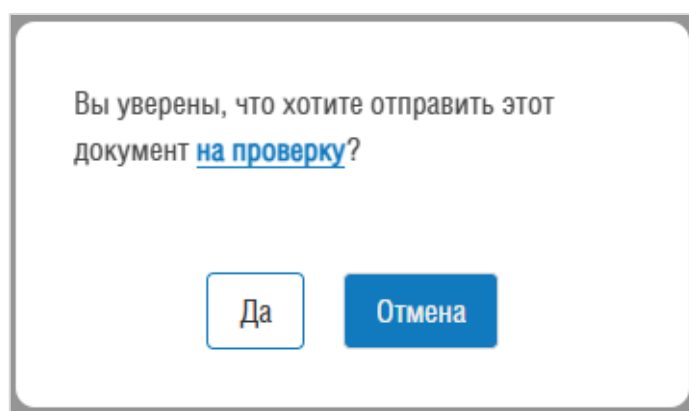 Вы уверены, что хотите отправить этот
документ на проверку?
Да Отмена